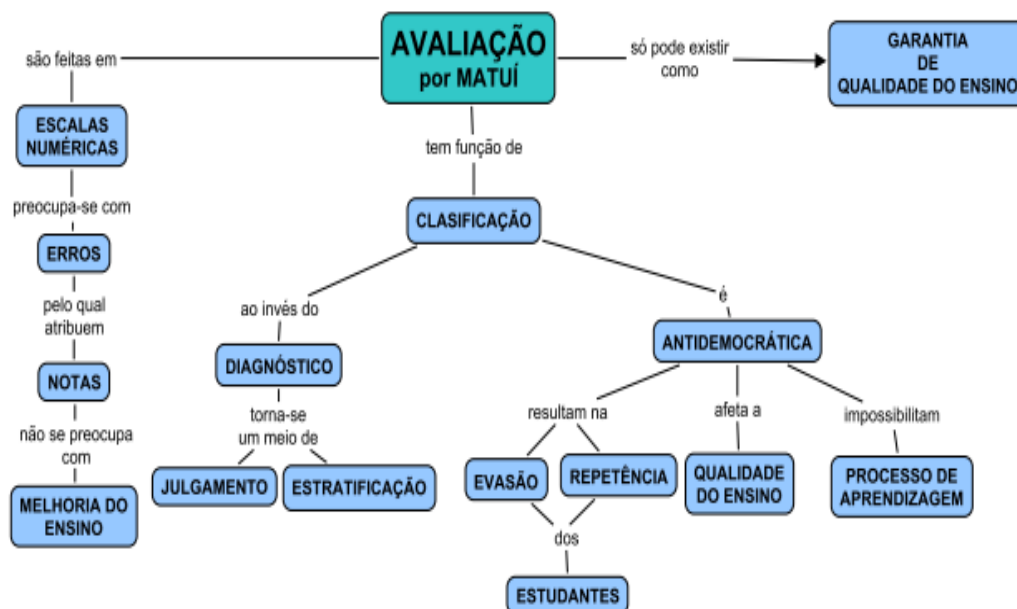 AVALIAÇÃO
por MATUÍ
só pode existir
como
GARANTIA
DE
QUALIDADE DO ENSINO
são feitas em
ESCALAS
NUMÉRICAS
preocupa-se com
ERROS
pelo qual
atribuem
NOTAS
não se preocupa
com
MELHORIA DO
ENSINO
tem função de
CLASIFICAÇÃO
ao invés do
DIAGNÓSTICO
torna-se
um meio de
JULGAMENTO
ESTRATIFICAÇÃO
é
ANTIDEMOCRÁTICA
resultam na
EVASÃO
REPETÊNCIA
dos
ESTUDANTES
afeta a
QUALIDADE
DO ENSINO
impossibilitam
PROCESSO DE
APRENDIZAGEM